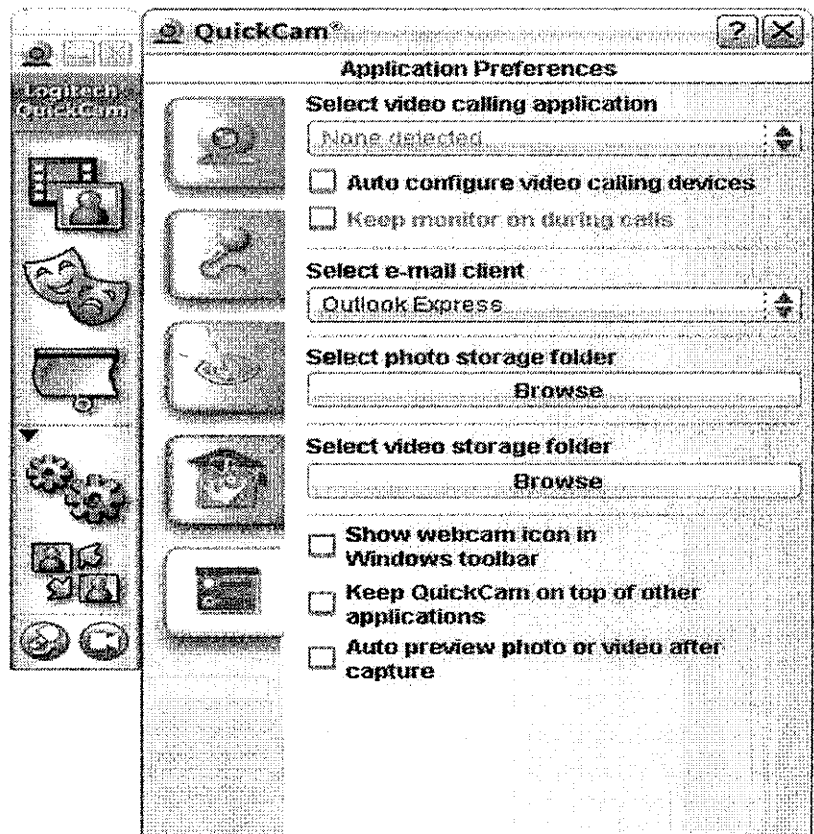 QuickCam®
?
Application Preferences
Logitech
QuickCam
Select video calling application
None detected
Auto configure video calling devices
Keep monitor on during calls
Select e-mail client
Outlook Express
Select photo storage folder
Browse
Select video storage folder
Browse
Show webcam icon in
Windows toolbar
Keep QuickCam on top of other
applications
Auto preview photo or video after
capture